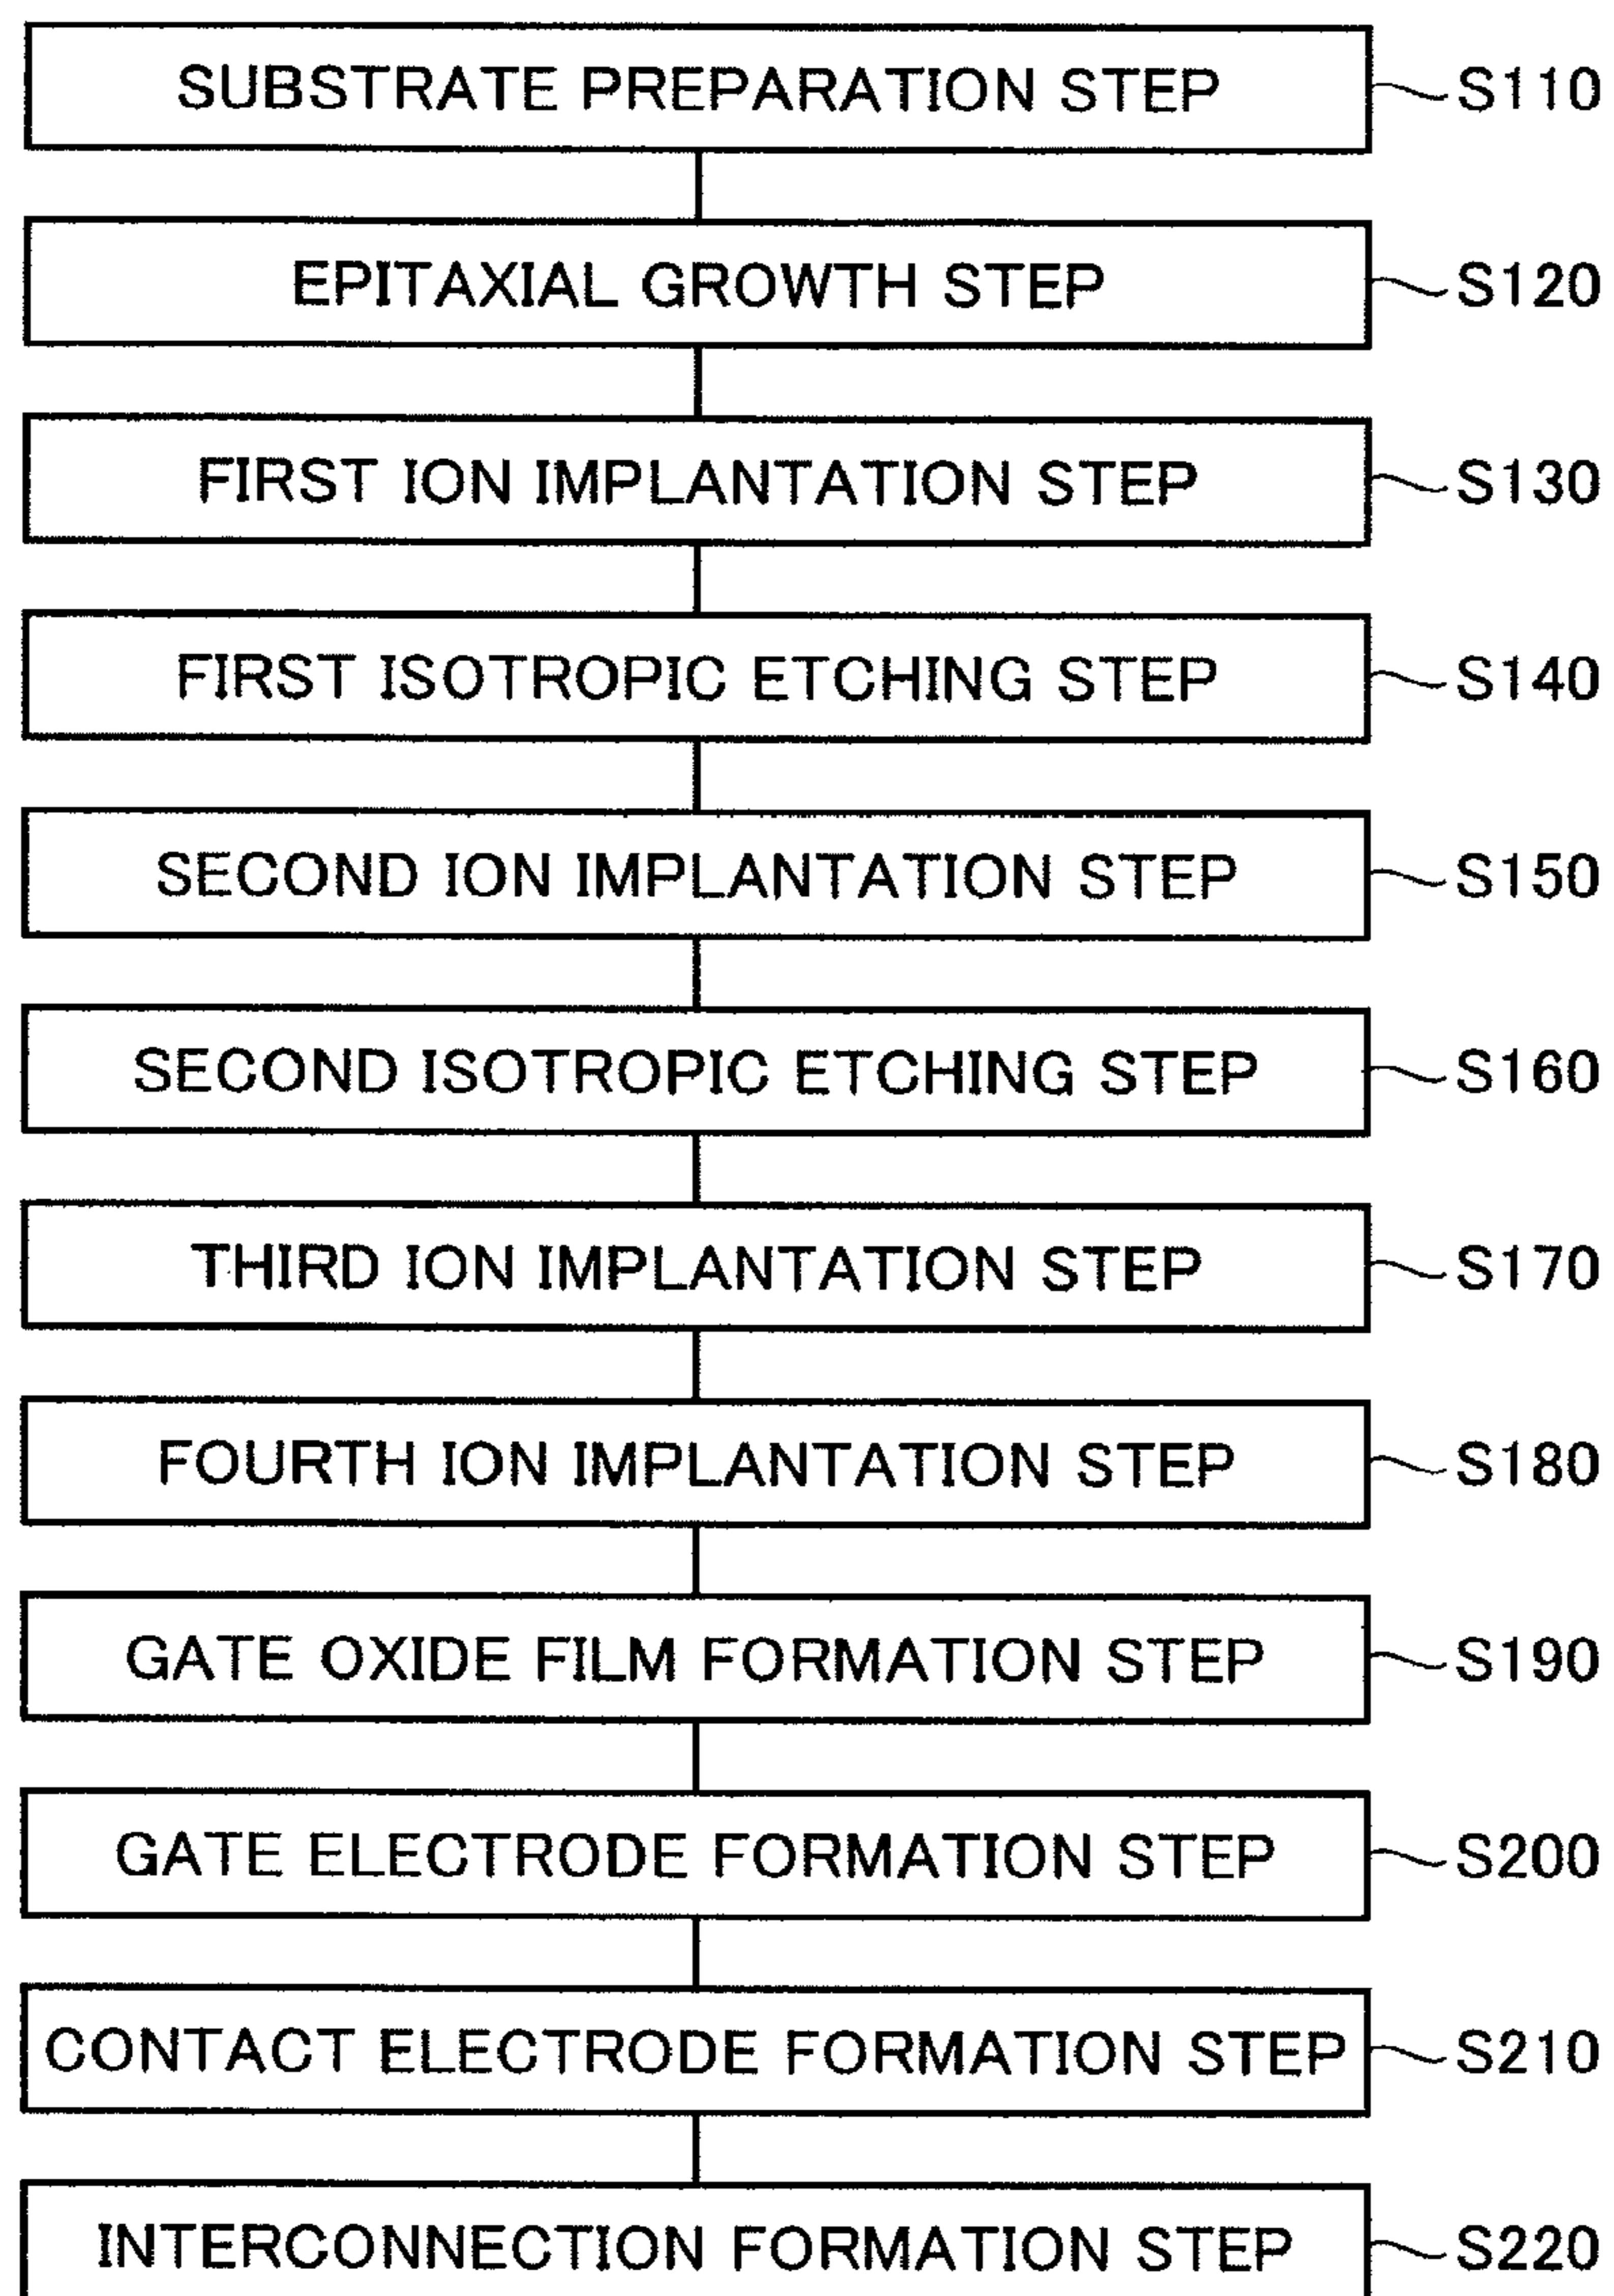 SUBSTRATE PREPARATION STEP S110
EPITAXIAL GROWTH STEP S120
FIRST ION IMPLANTATION STEP S130
FIRST ISOTROPIC ETCHING STEP S140
SECOND ION IMPLANTATION STEP S150
SECOND ISOTROPIC ETCHING STEP S160
THIRD ION IMPLANTATION STEP S170
FOURTH ION IMPLANTATION STEP S180
GATE OXIDE FILM FORMATION STEP S190
GATE ELECTRODE FORMATION STEP S200
CONTACT ELECTRODE FORMATION STEP S210
INTERCONNECTION FORMATION STEP S220